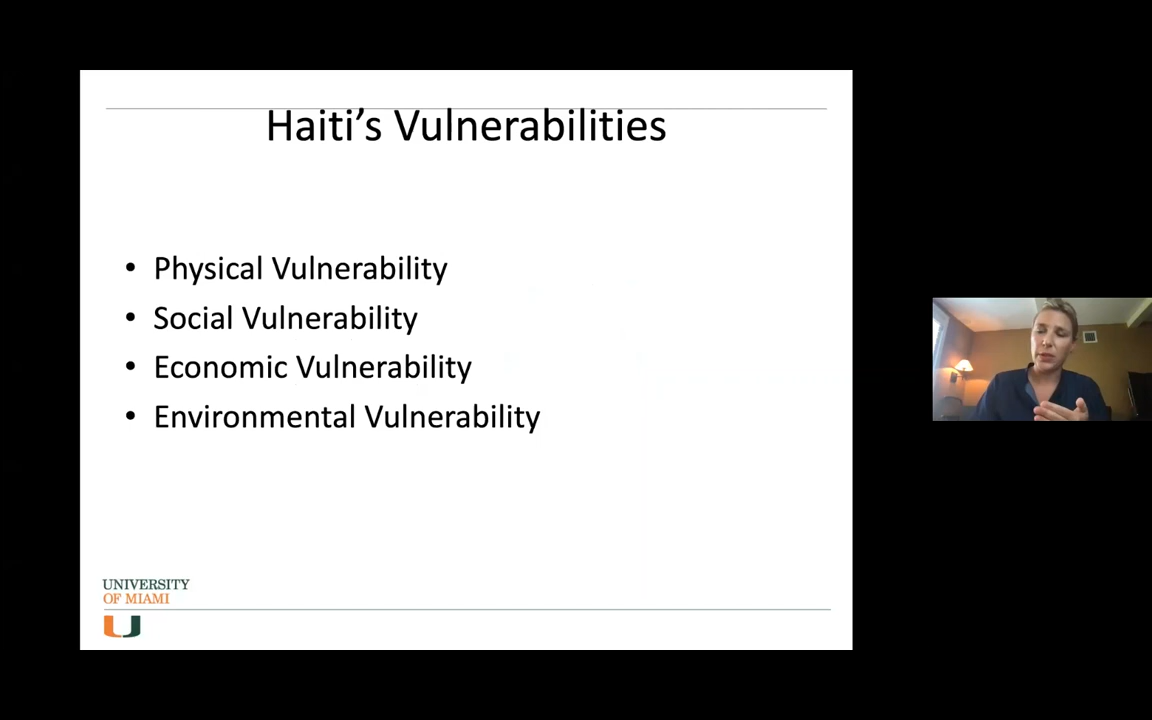 Haiti’s Vulnerabilities
• Physical Vulnerability
• Social Vulnerability
• Economic Vulnerability
• Environmental Vulnerability
UNIVERSITY
OF MIAMI
U